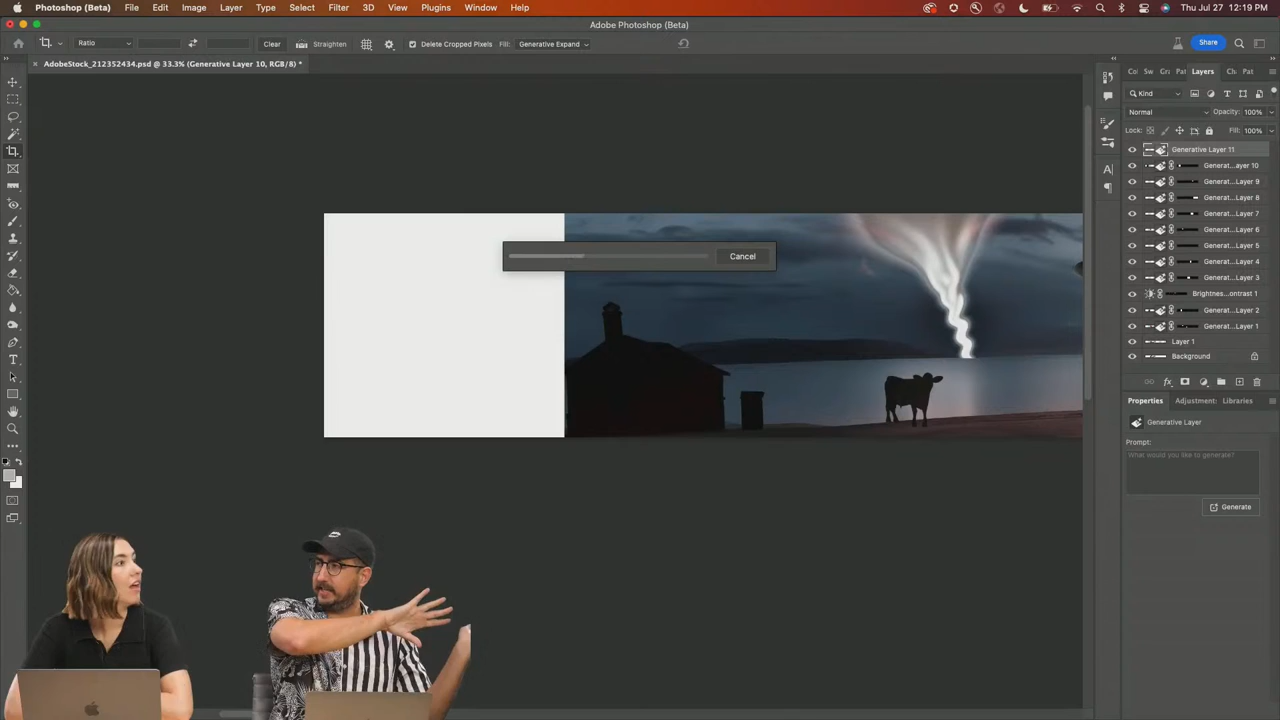 Photoshop (Beta) File Edit Image Layer Type Select Filter 3D View Plugins Window Help
Thu Jul 27 12:19 PM
Adobe Photoshop (Beta)
Ratio Clear Straighten Delete Cropped Pixels Fill: Generative Expand Share
AdobeStock_212352434.psd @ 33.3% (Generative Layer 10, RGB/8) *
Sw Gra Pat Layers Pat
Kind
Normal Opacity: 100%
Lock: Fill: 100%
Generative Layer 11
Generat...ayer 10
Generat...Layer 9
Generat...Layer 8
Generat...Layer 7
Generat...Layer 6
Generat...Layer 5
Generat...Layer 4
Generat...Layer 3
Brightnes...ontrast 1
Generat...Layer 2
Generat...Layer 1
Layer 1
Background
Cancel
Properties Adjustment: Libraries
Generative Layer
Prompt:
What would you like to generate?
Generate